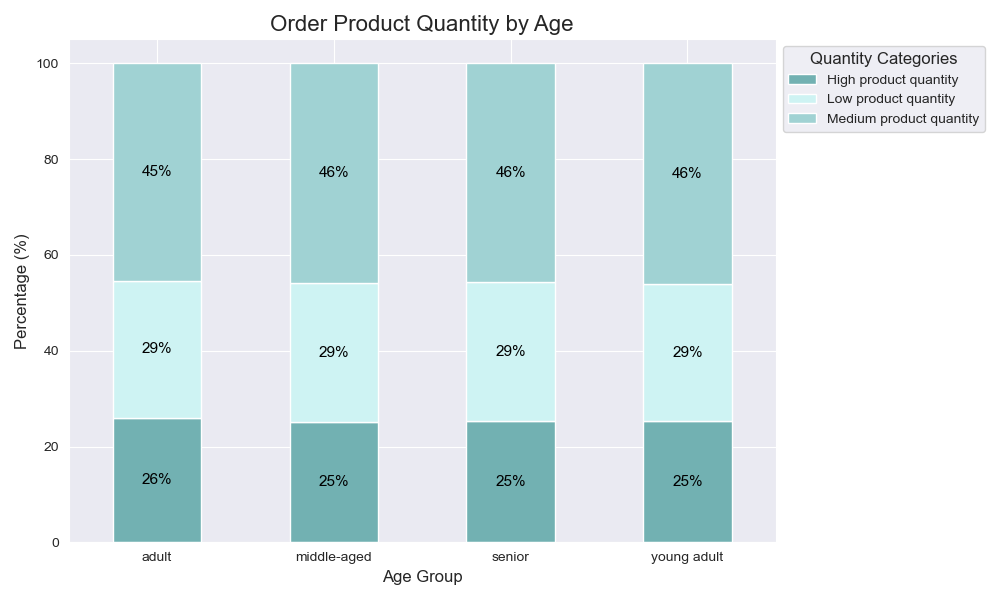 Order Product Quantity by Age
Quantity Categories
High product quantity
Low product quantity
Medium product quantity
Percentage (%)
100
80
60
40
20
0
45%
46%
46%
46%
29%
29%
29%
29%
26%
25%
25%
25%
adult
middle-aged
senior
young adult
Age Group